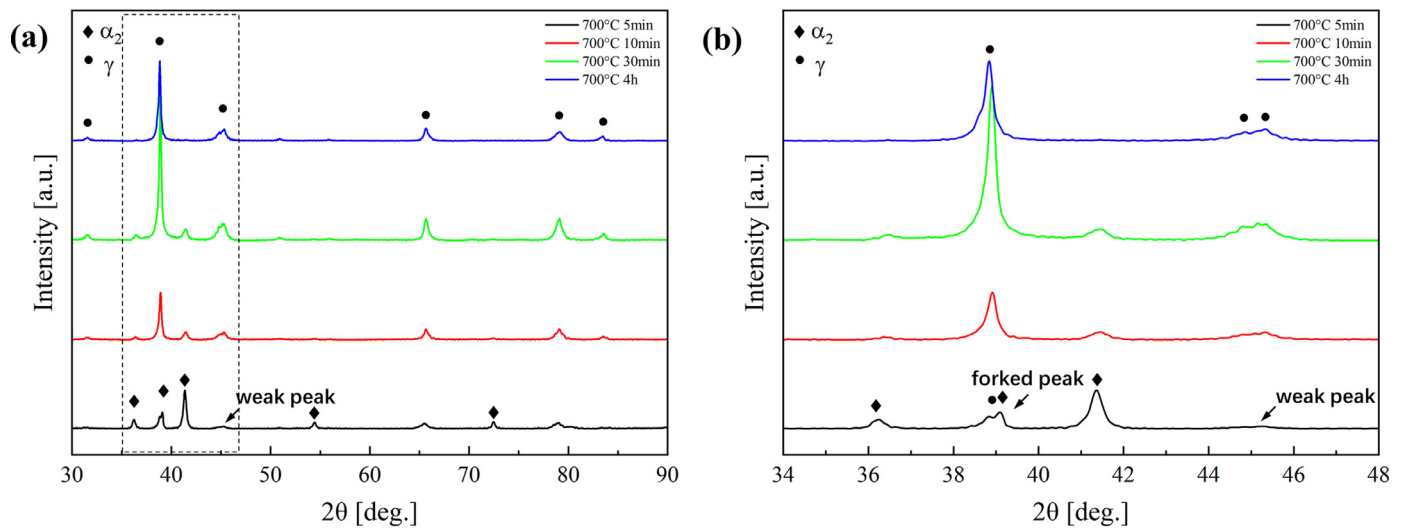 (a)
◆ α2
● γ
700°C 5min
700°C 10min
700°C 30min
700°C 4h
weak peak
Intensity [a.u.]
30 40 50 60 70 80 90
2θ [deg.]
(b)
◆ α2
● γ
700°C 5min
700°C 10min
700°C 30min
700°C 4h
forked peak
weak peak
Intensity [a.u.]
34 36 38 40 42 44 46 48
2θ [deg.]